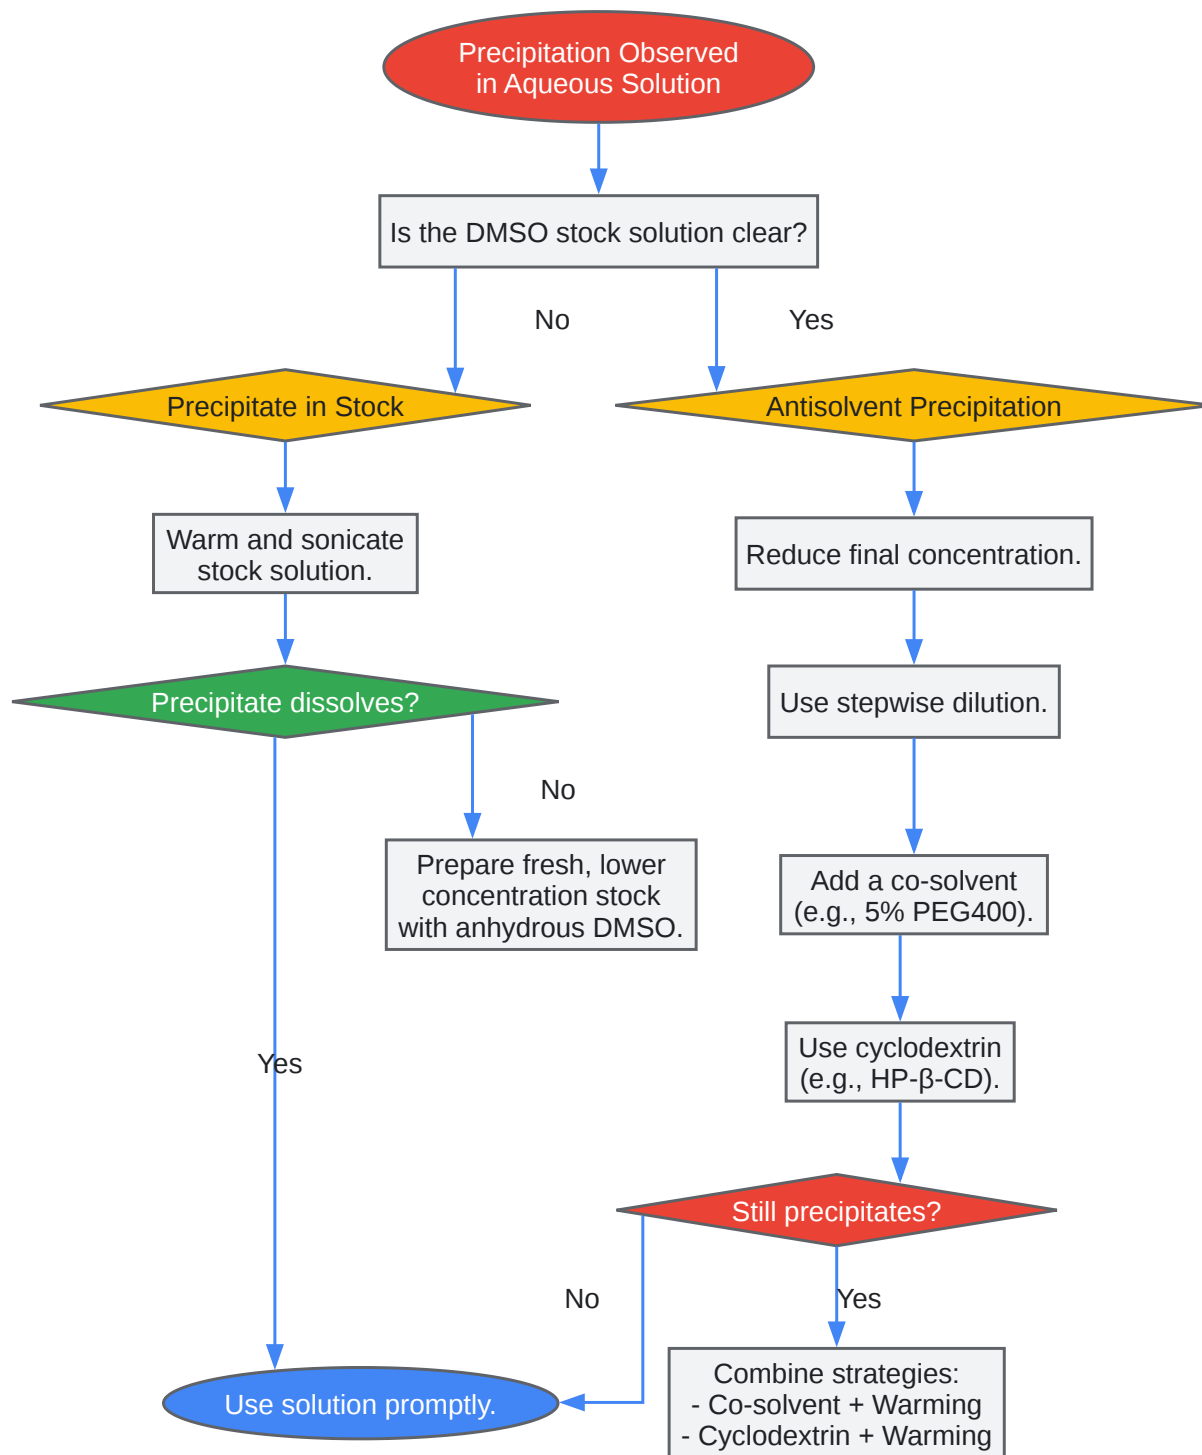 Precipitation Observed
in Aqueous Solution
Is the DMSO stock solution clear?
No
Yes
Precipitate in Stock
Antisolvent Precipitation
Warm and sonicate
stock solution.
Reduce final concentration.
Precipitate dissolves?
Use stepwise dilution.
No
Prepare fresh, lower
concentration stock
with anhydrous DMSO.
Add a co-solvent
(e.g., 5% PEG400).
Yes
Use cyclodextrin
(e.g., HP-β-CD).
Still precipitates?
No
Yes
Use solution promptly.
Combine strategies:
- Co-solvent + Warming
- Cyclodextrin + Warming